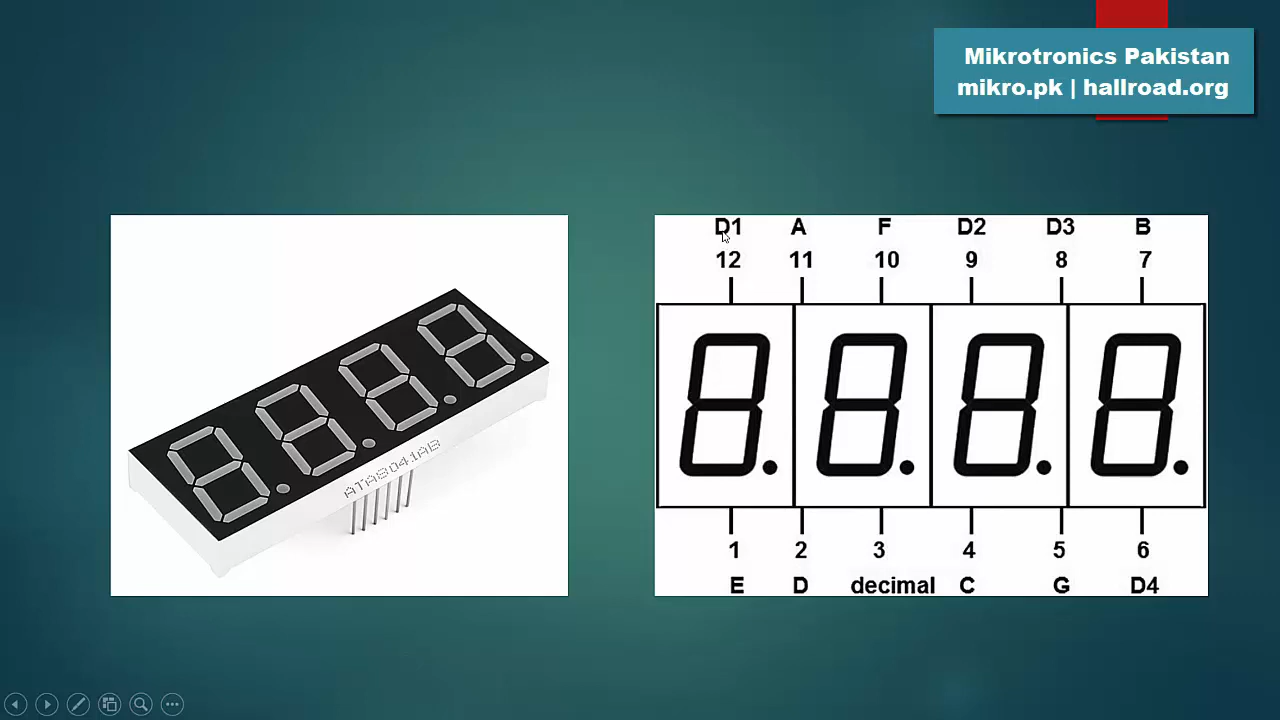 Mikrotronics Pakistan
mikro.pk | hallroad.org
ATA8041AB
D1 A F D2 D3 B
12 11 10 9 8 7
1 2 3 4 5 6
E D decimal C G D4